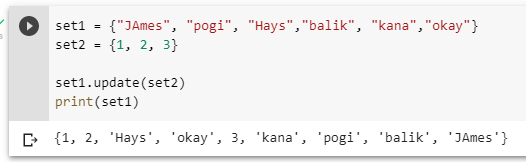 set1 = {"JAmes", "pogi", "Hays","balik", "kana","okay"}
set2 = {1, 2, 3}
set1.update(set2)
print(set1)
{1, 2, 'Hays', 'okay', 3, 'kana', 'pogi', 'balik', 'JAmes'}